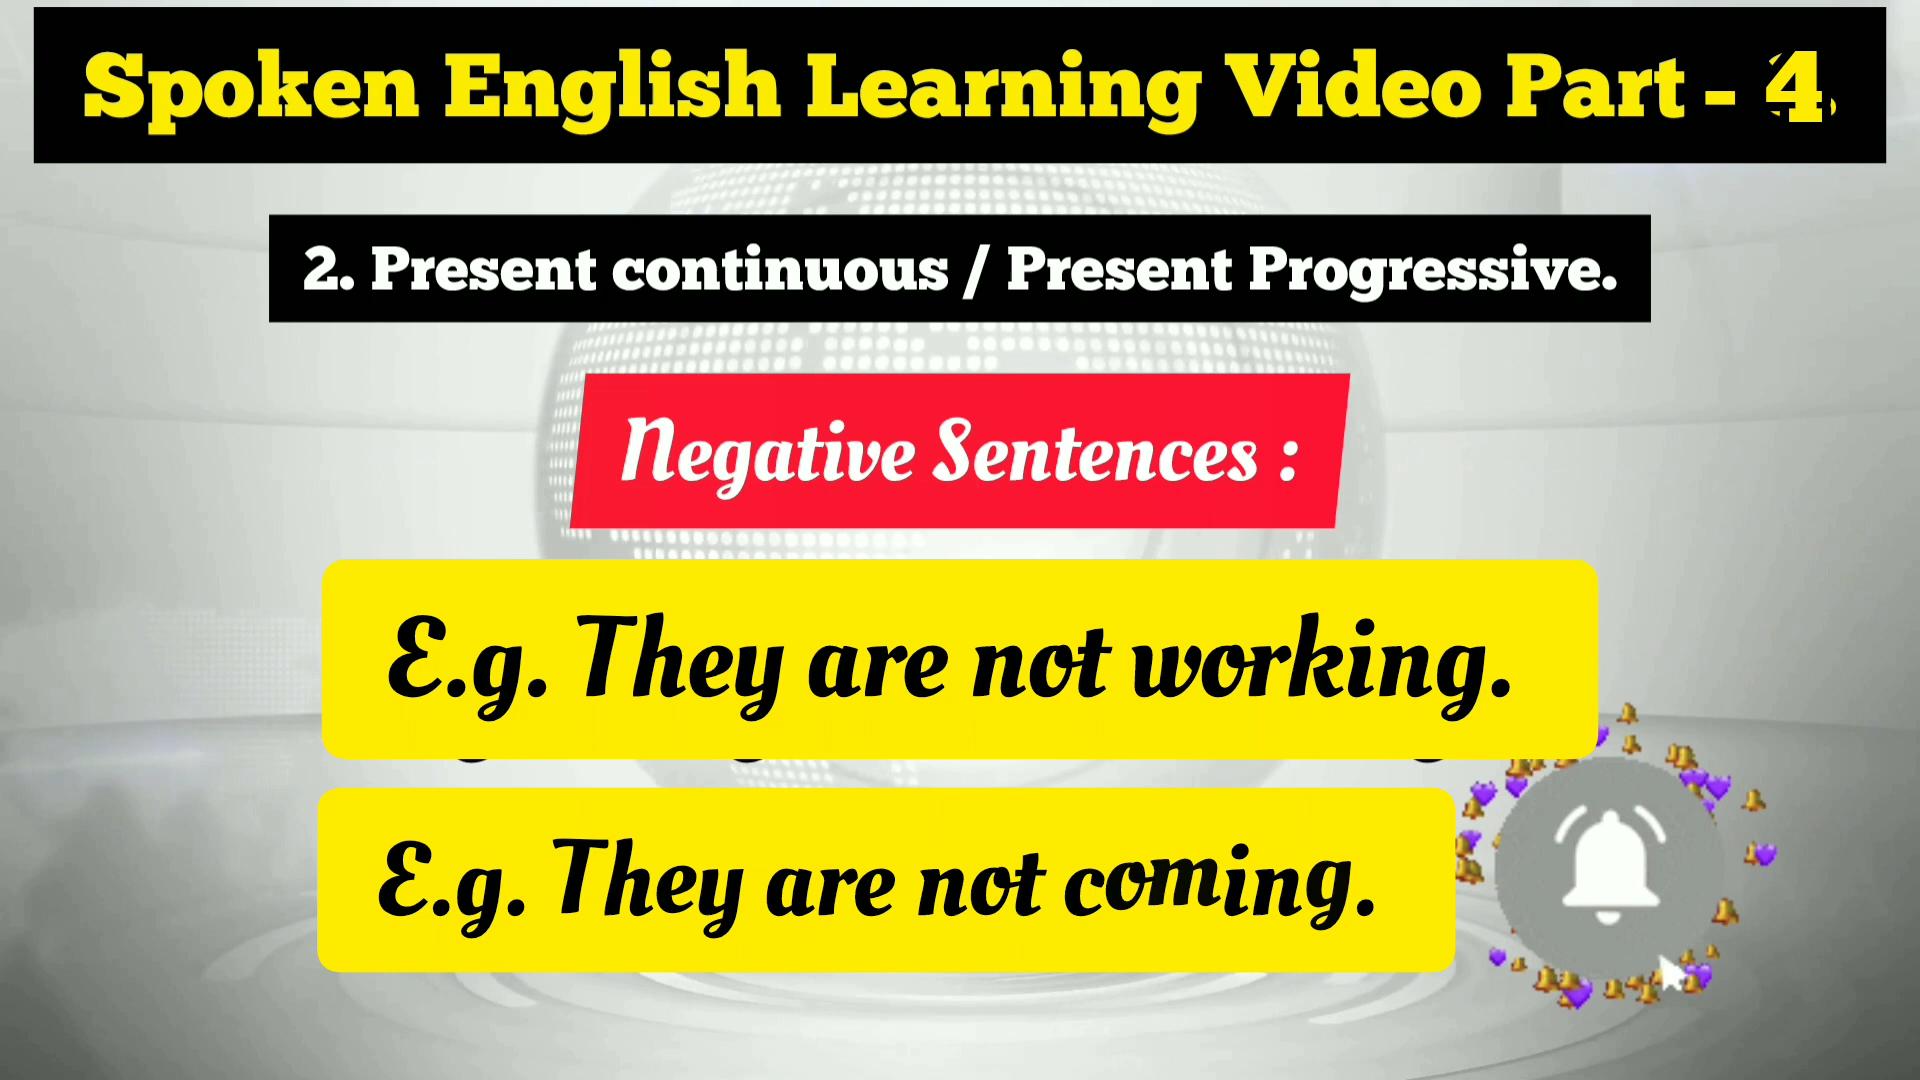 Spoken English Learning Video Part - 4.
2. Present continuous / Present Progressive.
Negative Sentences :
E.g. They are not working.
E.g. They are not coming.